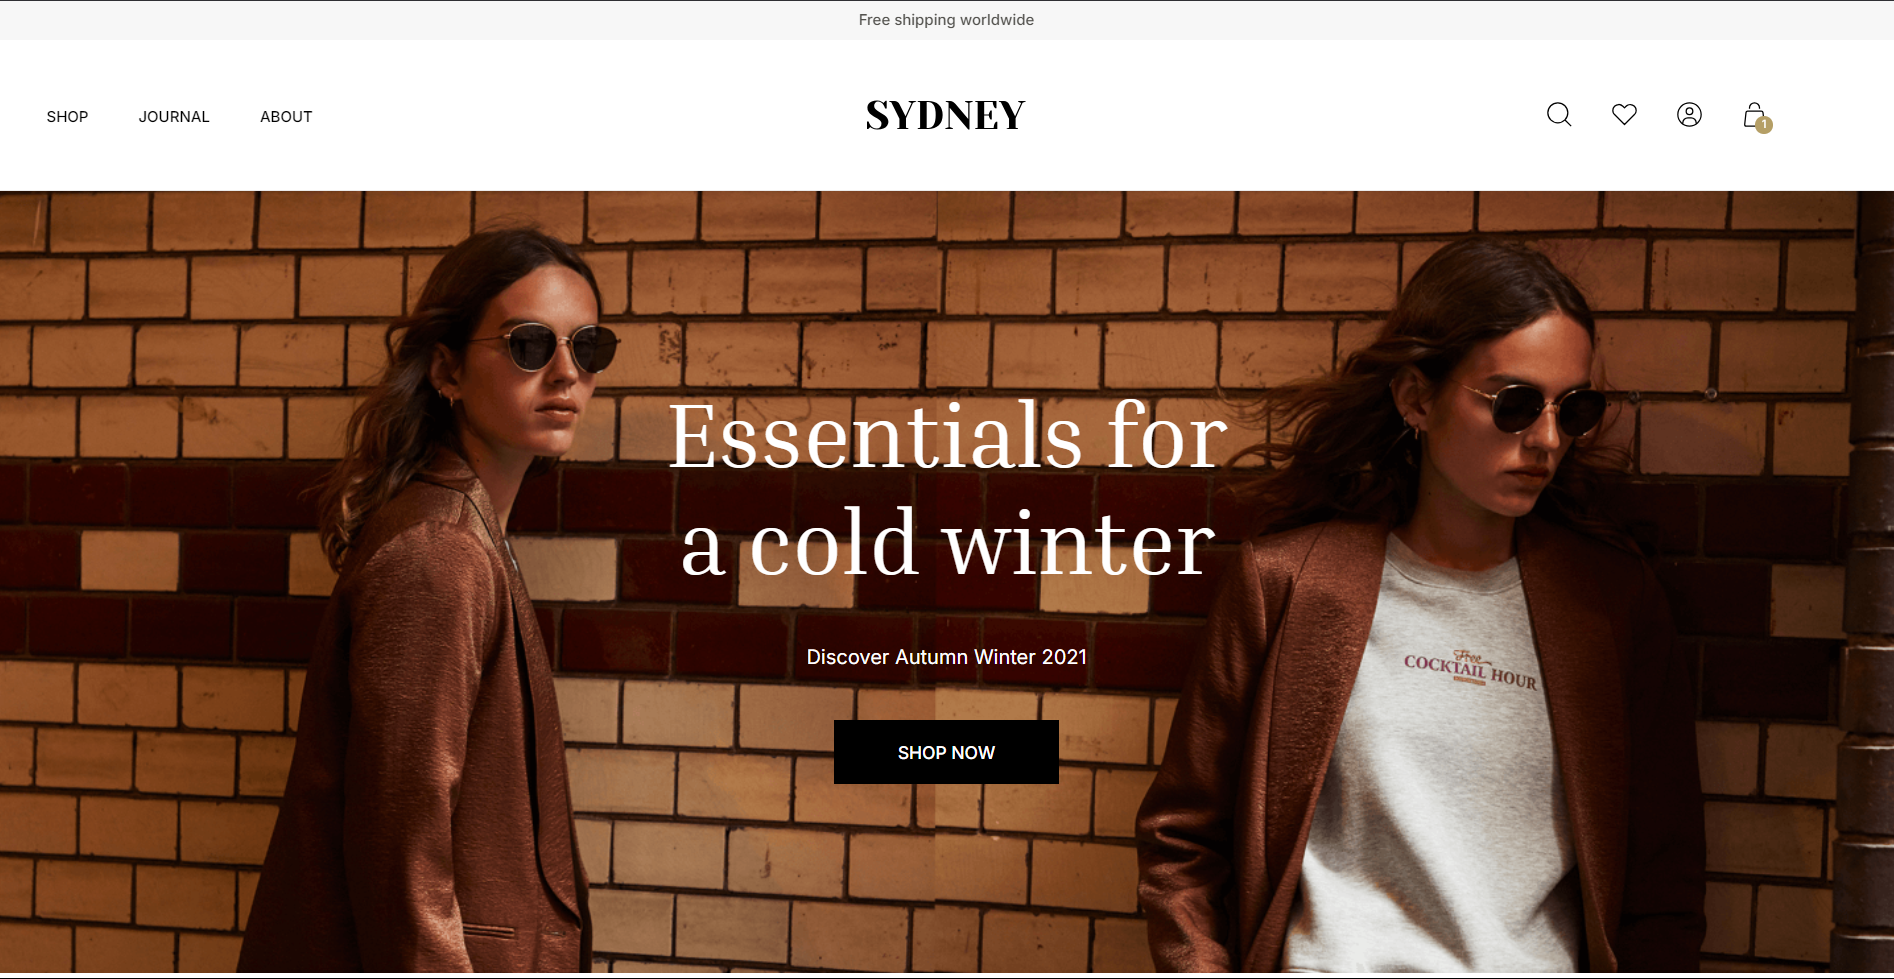 Free shipping worldwide
SHOP
JOURNAL
ABOUT
SYDNEY
1
Essentials for
a cold winter
Discover Autumn Winter 2021
SHOP NOW
Free
COCKTAIL HOUR